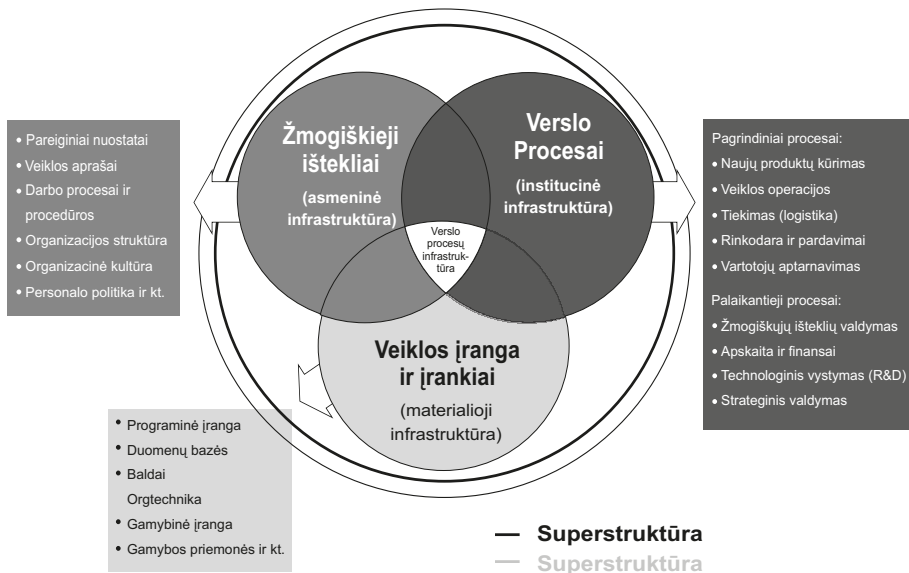 Žmogiškieji
ištekliai
(asmeninė
infrastruktūra)
Verslo
Procesai
(institucinė
infrastruktūra)
Verslo
procesų
infrastruk-
tūra
Veiklos įranga
ir įrankiai
(materialioji
infrastruktūra)
• Pareiginiai nuostatai
• Veiklos aprašai
• Darbo procesai ir
procedūros
• Organizacijos struktūra
• Organizacinė kultūra
• Personalo politika ir kt.
Pagrindiniai procesai:
• Naujų produktų kūrimas
• Veiklos operacijos
• Tiekimas (logistika)
• Rinkodara ir pardavimai
• Vartotojų aptarnavimas
Palaikantieji procesai:
• Žmogiškųjų išteklių valdymas
• Apskaita ir finansai
• Technologinis vystymas (R&D)
• Strateginis valdymas
• Programinė įranga
• Duomenų bazės
• Baldai
Orgtechnika
• Gamybinė įranga
• Gamybos priemonės ir kt.
Superstruktūra
Superstruktūra